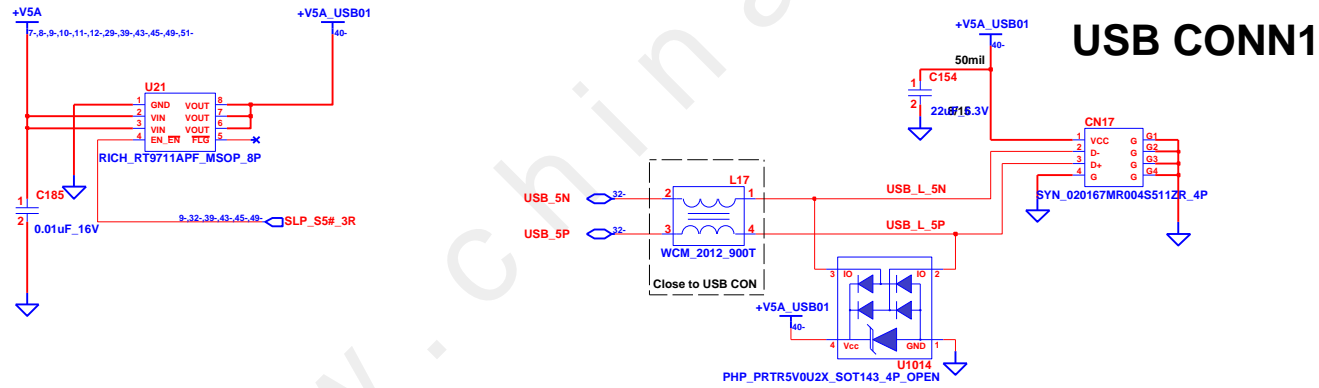 +V5A
7-,8-,9-,10-,11-,12-,29-,39-,43-,45-,49-,51-
+V5A_USB01
40-
U21
1 GND VOUT 8
2 VIN VOUT 7
3 VIN VOUT 6
4 EN_EN FLG 5
RICH_RT9711APF_MSOP_8P
C185
1
2
0.01uF_16V
9-,32-,39-,43-,45-,49-
SLP_S5#_3R
USB CONN1
+V5A_USB01
40-
50mil
C154
1
2
CN17
1 VCC G G1
2 D- G G2
3 D+ G G3
4 G G G4
SYN_020167MR004S511ZR_4P
L17
USB_5N 32- 2 1 USB_L_5N
USB_5P 32- 3 4 USB_L_5P
WCM_2012_900T
Close to USB CON
3 IO IO 2
+V5A_USB01
40-
4 Vcc GND 1
U1014
PHP_PRTR5V0U2X_SOT143_4P_OPEN
w.china